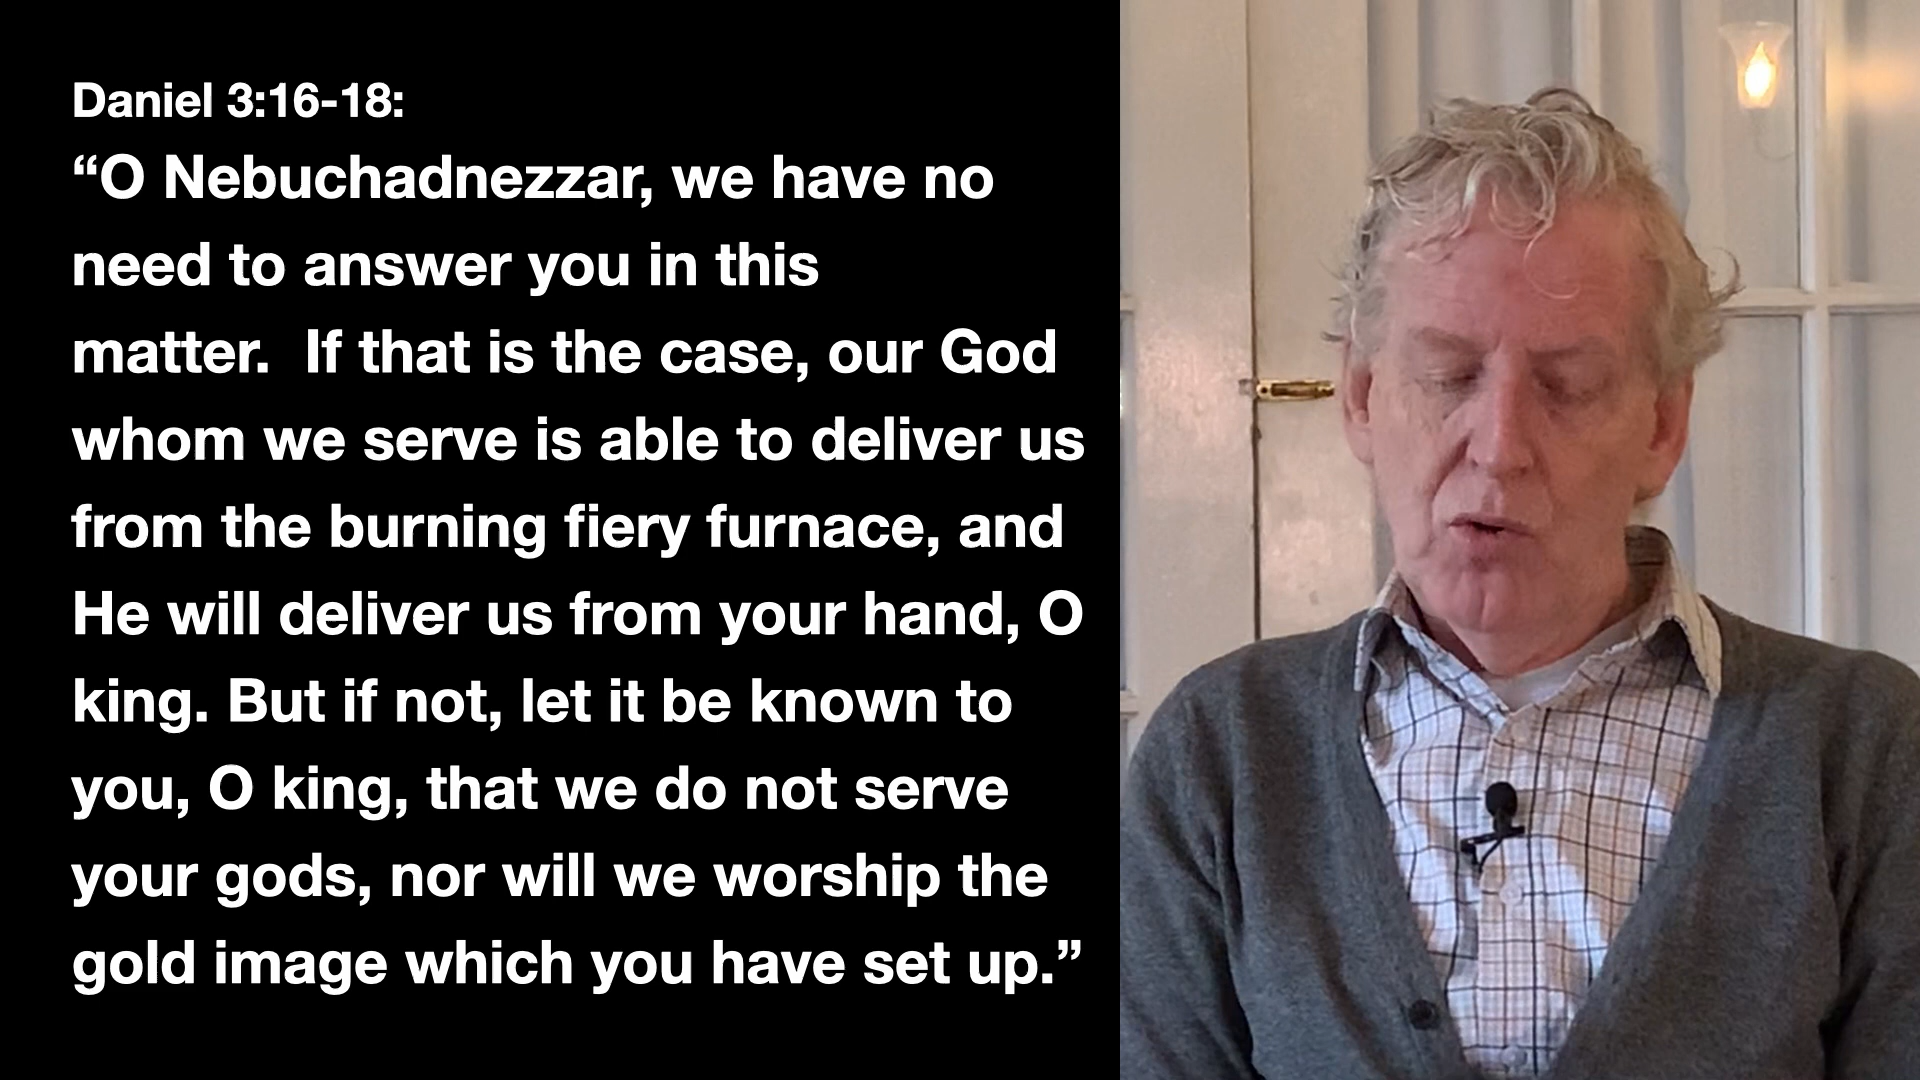 Daniel 3:16-18:
“O Nebuchadnezzar, we have no
need to answer you in this
matter.  If that is the case, our God
whom we serve is able to deliver us
from the burning fiery furnace, and
He will deliver us from your hand, O
king. But if not, let it be known to
you, O king, that we do not serve
your gods, nor will we worship the
gold image which you have set up.”